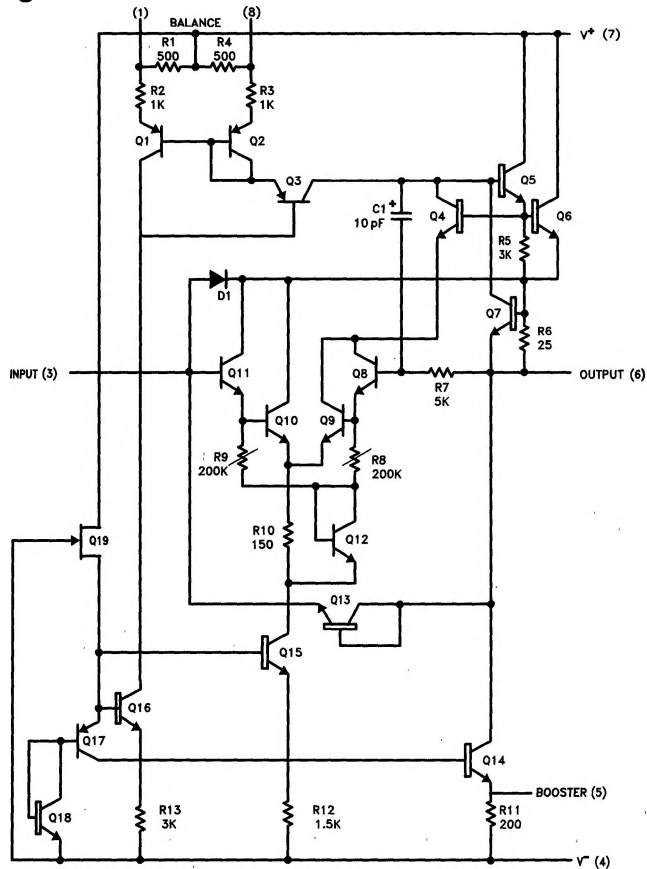 (1)
(8)
BALANCE
V+ (7)
R1
500
R4
500
R2
1K
R3
1K
Q1
Q2
Q3
Q5
C1
+
10 pF
Q4
Q6
R5
3K
D1
Q7
R6
25
INPUT (3)
Q11
Q8
OUTPUT (6)
R7
5K
Q10
Q9
R9
200K
R8
200K
Q19
R10
150
Q12
Q13
Q15
Q16
Q17
Q14
BOOSTER (5)
Q18
R13
3K
R12
1.5K
R11
200
V− (4)